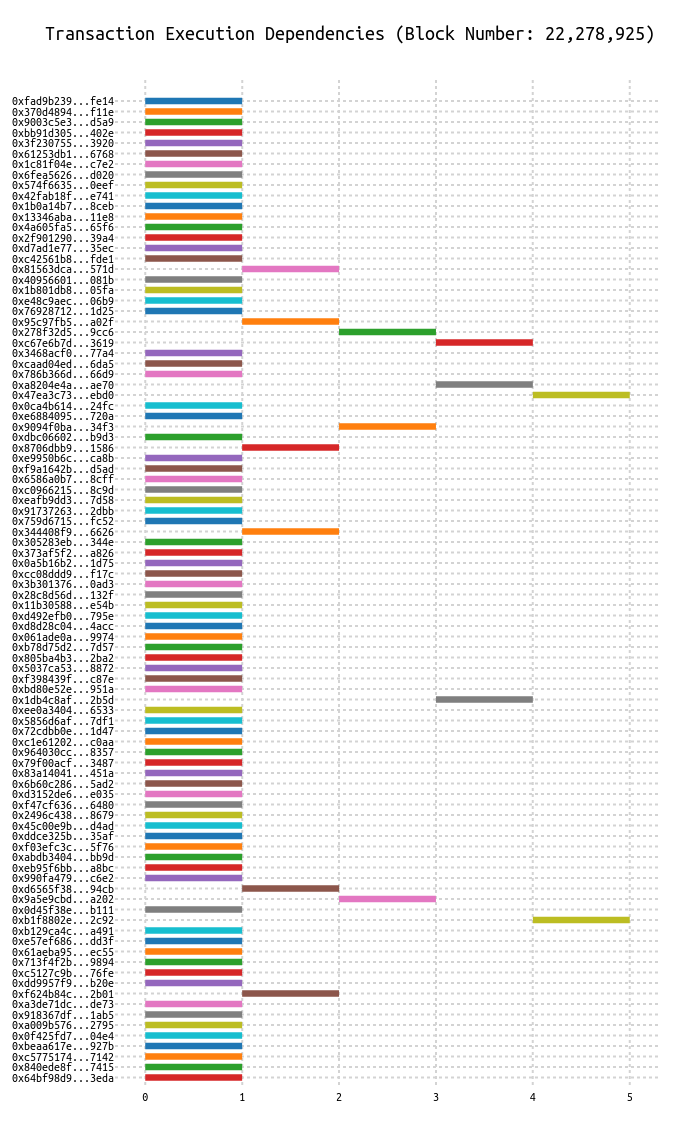 Transaction Execution Dependencies (Block Number: 22,278,925)
0xfad9b239...fe14
0x370d4894...f11e
0x9003c5e3...d5a9
0xbb91d305...402e
0x3f230755...3920
0x61253db1...6768
0x1c81f04e...c7e2
0x6fea5626...d020
0x574f6635...0eef
0x42fab18f...e741
0x1b0a14b7...8ceb
0x13346aba...11e8
0x4a605fa5...65f6
0x2f901290...39a4
0xd7ad1e77...35ec
0xc42561b8...fde1
0x81563dca...571d
0x40956601...081b
0x1b801db8...05fa
0xe48c9aec...06b9
0x76928712...1d25
0x95c97fb5...a02f
0x278f32d5...9cc6
0xc67e6b7d...3619
0x3468acf0...77a4
0xcaad04ed...6da5
0x786b366d...66d9
0xa8204e4a...ae70
0x47ea3c73...ebd0
0x0ca4b614...24fc
0xe6884095...720a
0x9094f0ba...34f3
0xdbc06602...b9d3
0x8706dbb9...1586
0xe9950b6c...ca8b
0xf9a1642b...d5ad
0x6586a0b7...8cff
0xc0966215...8c9d
0xeafb9dd3...7d58
0x91737263...2dbb
0x759d6715...fc52
0x344408f9...6626
0x305283eb...344e
0x373af5f2...a826
0x0a5b16b2...1d75
0xcc08ddd9...f17c
0x3b301376...0ad3
0x28c8d56d...132f
0x11b30588...e54b
0xd492efb0...795e
0xd8d28c04...4acc
0x061ade0a...9974
0xb78d75d2...7d57
0x805ba4b3...2ba2
0x5037ca53...8872
0xf398439f...c87e
0xbd80e52e...951a
0x1db4c8af...2b5d
0xee0a3404...6533
0x5856d6af...7df1
0x72cdbb0e...1d47
0xc1e61202...c0aa
0x964030cc...8357
0x79f00acf...3487
0x83a14041...451a
0x6b60c286...5ad2
0xd3152de6...e035
0xf47cf636...6480
0x2496c438...8679
0x45c00e9b...d4ad
0xddce325b...35af
0xf03efc3c...5f76
0xabdb3404...bb9d
0xeb95f6bb...a8bc
0x990fa479...c6e2
0xd6565f38...94cb
0x9a5e9cbd...a202
0x0d45f38e...b111
0xb1f8802e...2c92
0xb129ca4c...a491
0xe57ef686...dd3f
0x61aeba95...ec55
0x713f4f2b...9894
0xc5127c9b...76fe
0xdd9957f9...b20e
0xf624b84c...2b01
0xa3de71dc...de73
0x918367df...1ab5
0xa009b576...2795
0x0f425fd7...04e4
0xbeaa617e...927b
0xc5775174...7142
0x840ede8f...7415
0x64bf98d9...3eda
0 1 2 3 4 5